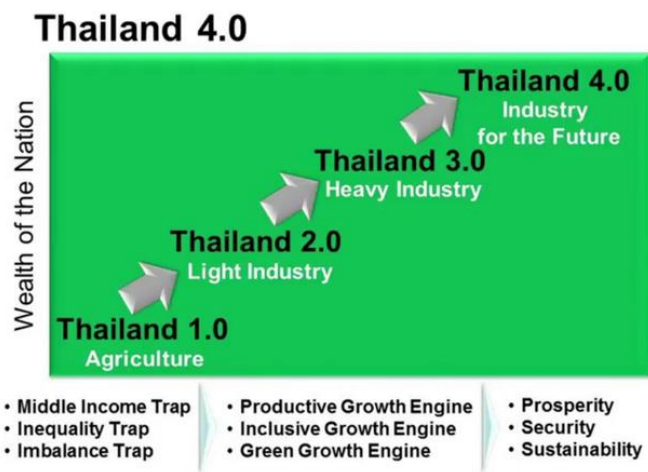 Thailand 4.0
Wealth of the Nation
Thailand 4.0
Industry
for the Future
Thailand 3.0
Heavy Industry
Thailand 2.0
Light Industry
Thailand 1.0
Agriculture
• Middle Income Trap
• Inequality Trap
• Imbalance Trap
• Productive Growth Engine
• Inclusive Growth Engine
• Green Growth Engine
• Prosperity
• Security
• Sustainability